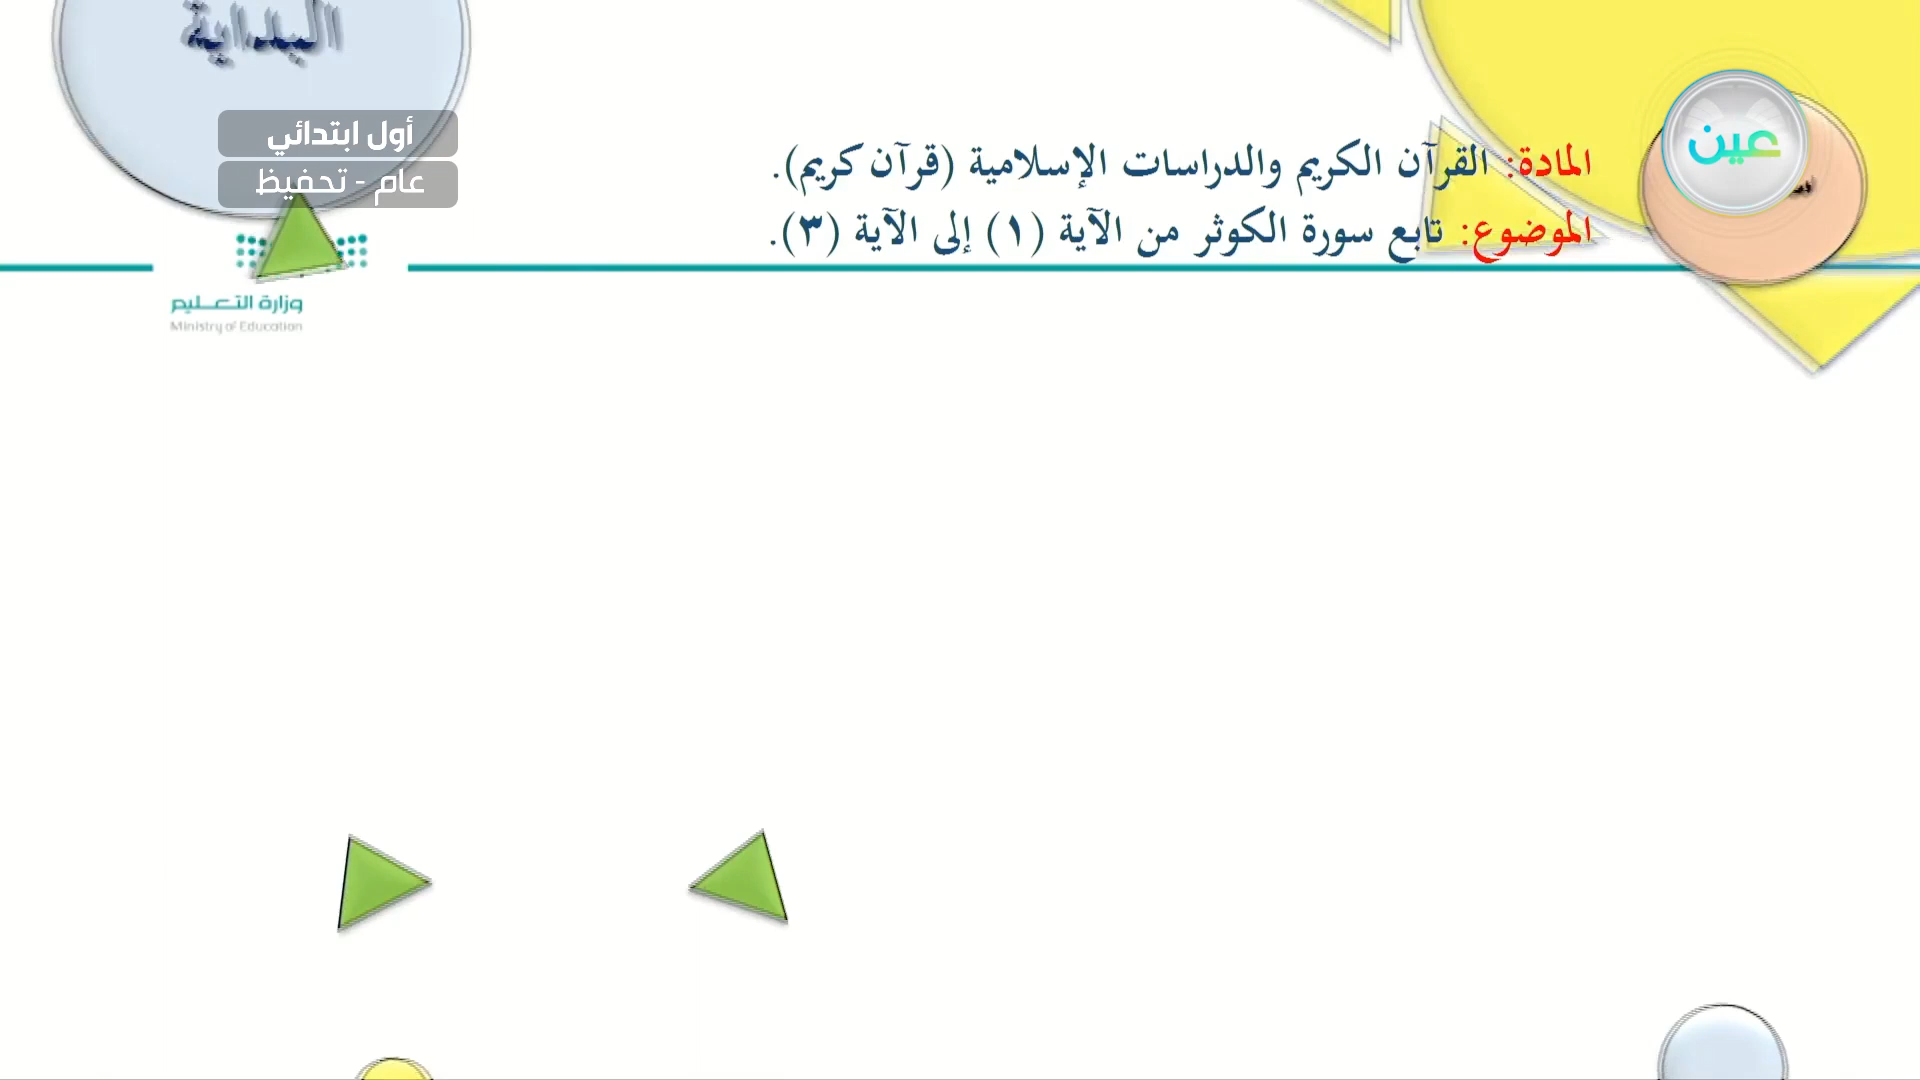 البداية
أول ابتدائي
عام - تحفيظ
عين
المادة: القرآن الكريم والدراسات الإسلامية (قرآن كريم).
الموضوع: تابع سورة الكوثر من الآية (١) إلى الآية (٣).
وزارة التعليم
Ministry of Education